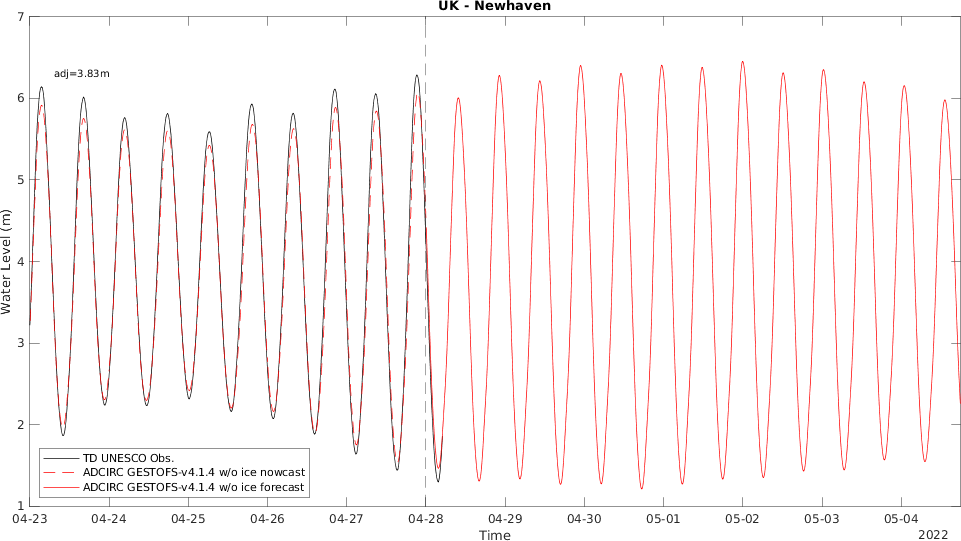 UK - Newhaven
7
adj=3.83m
6
5
4
3
2
1
Water Level (m)
TD UNESCO Obs.
ADCIRC GESTOFS-v4.1.4 w/o ice nowcast
ADCIRC GESTOFS-v4.1.4 w/o ice forecast
04-23 04-24 04-25 04-26 04-27 04-28 04-29 04-30 05-01 05-02 05-03 05-04
Time
2022